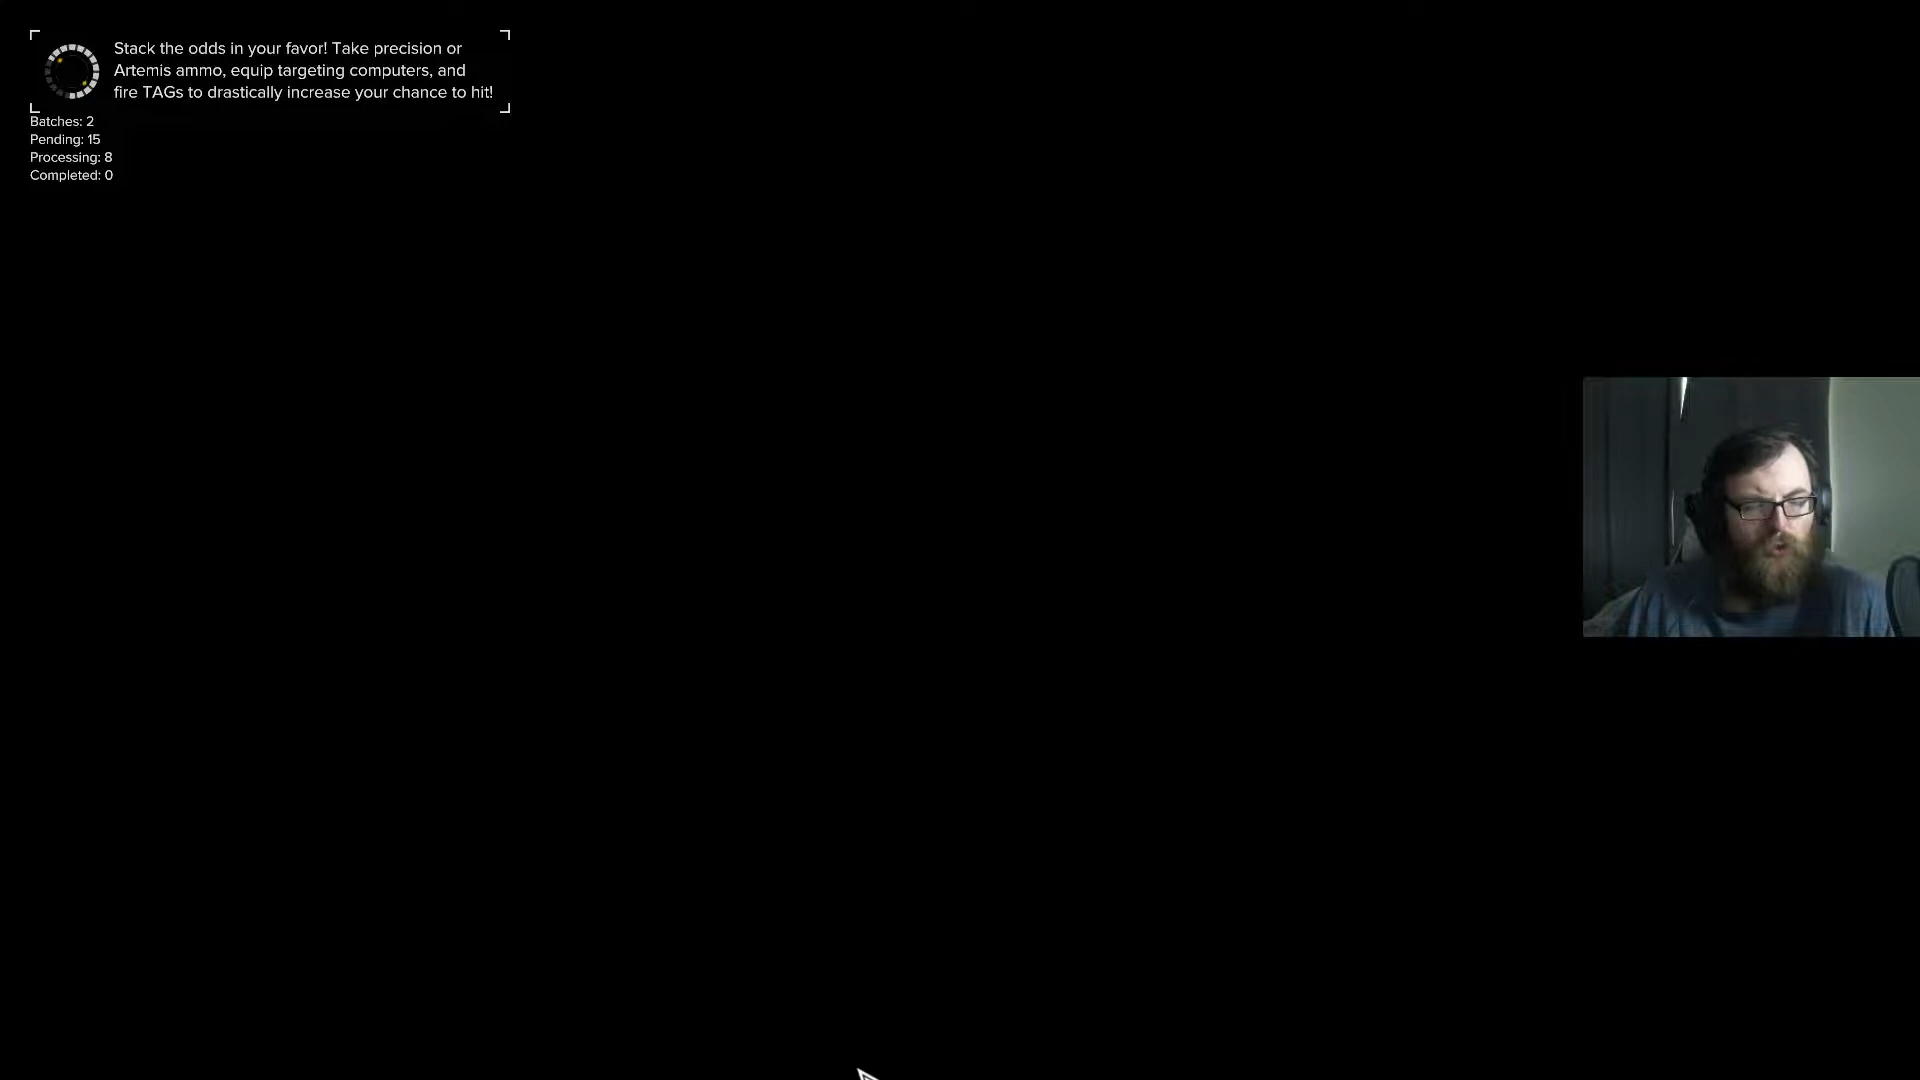 Stack the odds in your favor! Take precision or
Artemis ammo, equip targeting computers, and
fire TAGs to drastically increase your chance to hit!
Batches: 2
Pending: 15
Processing: 8
Completed: 0